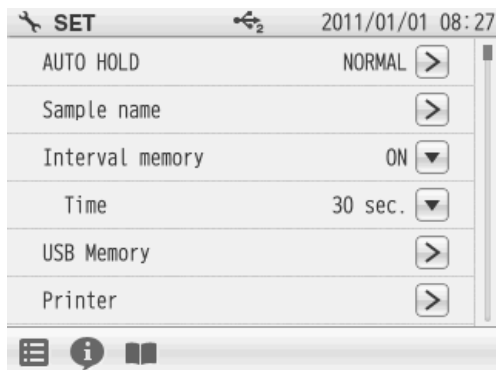 SET 2 2011/01/01 08:27
AUTO HOLD NORMAL
Sample name
Interval memory ON
Time 30 sec.
USB Memory
Printer